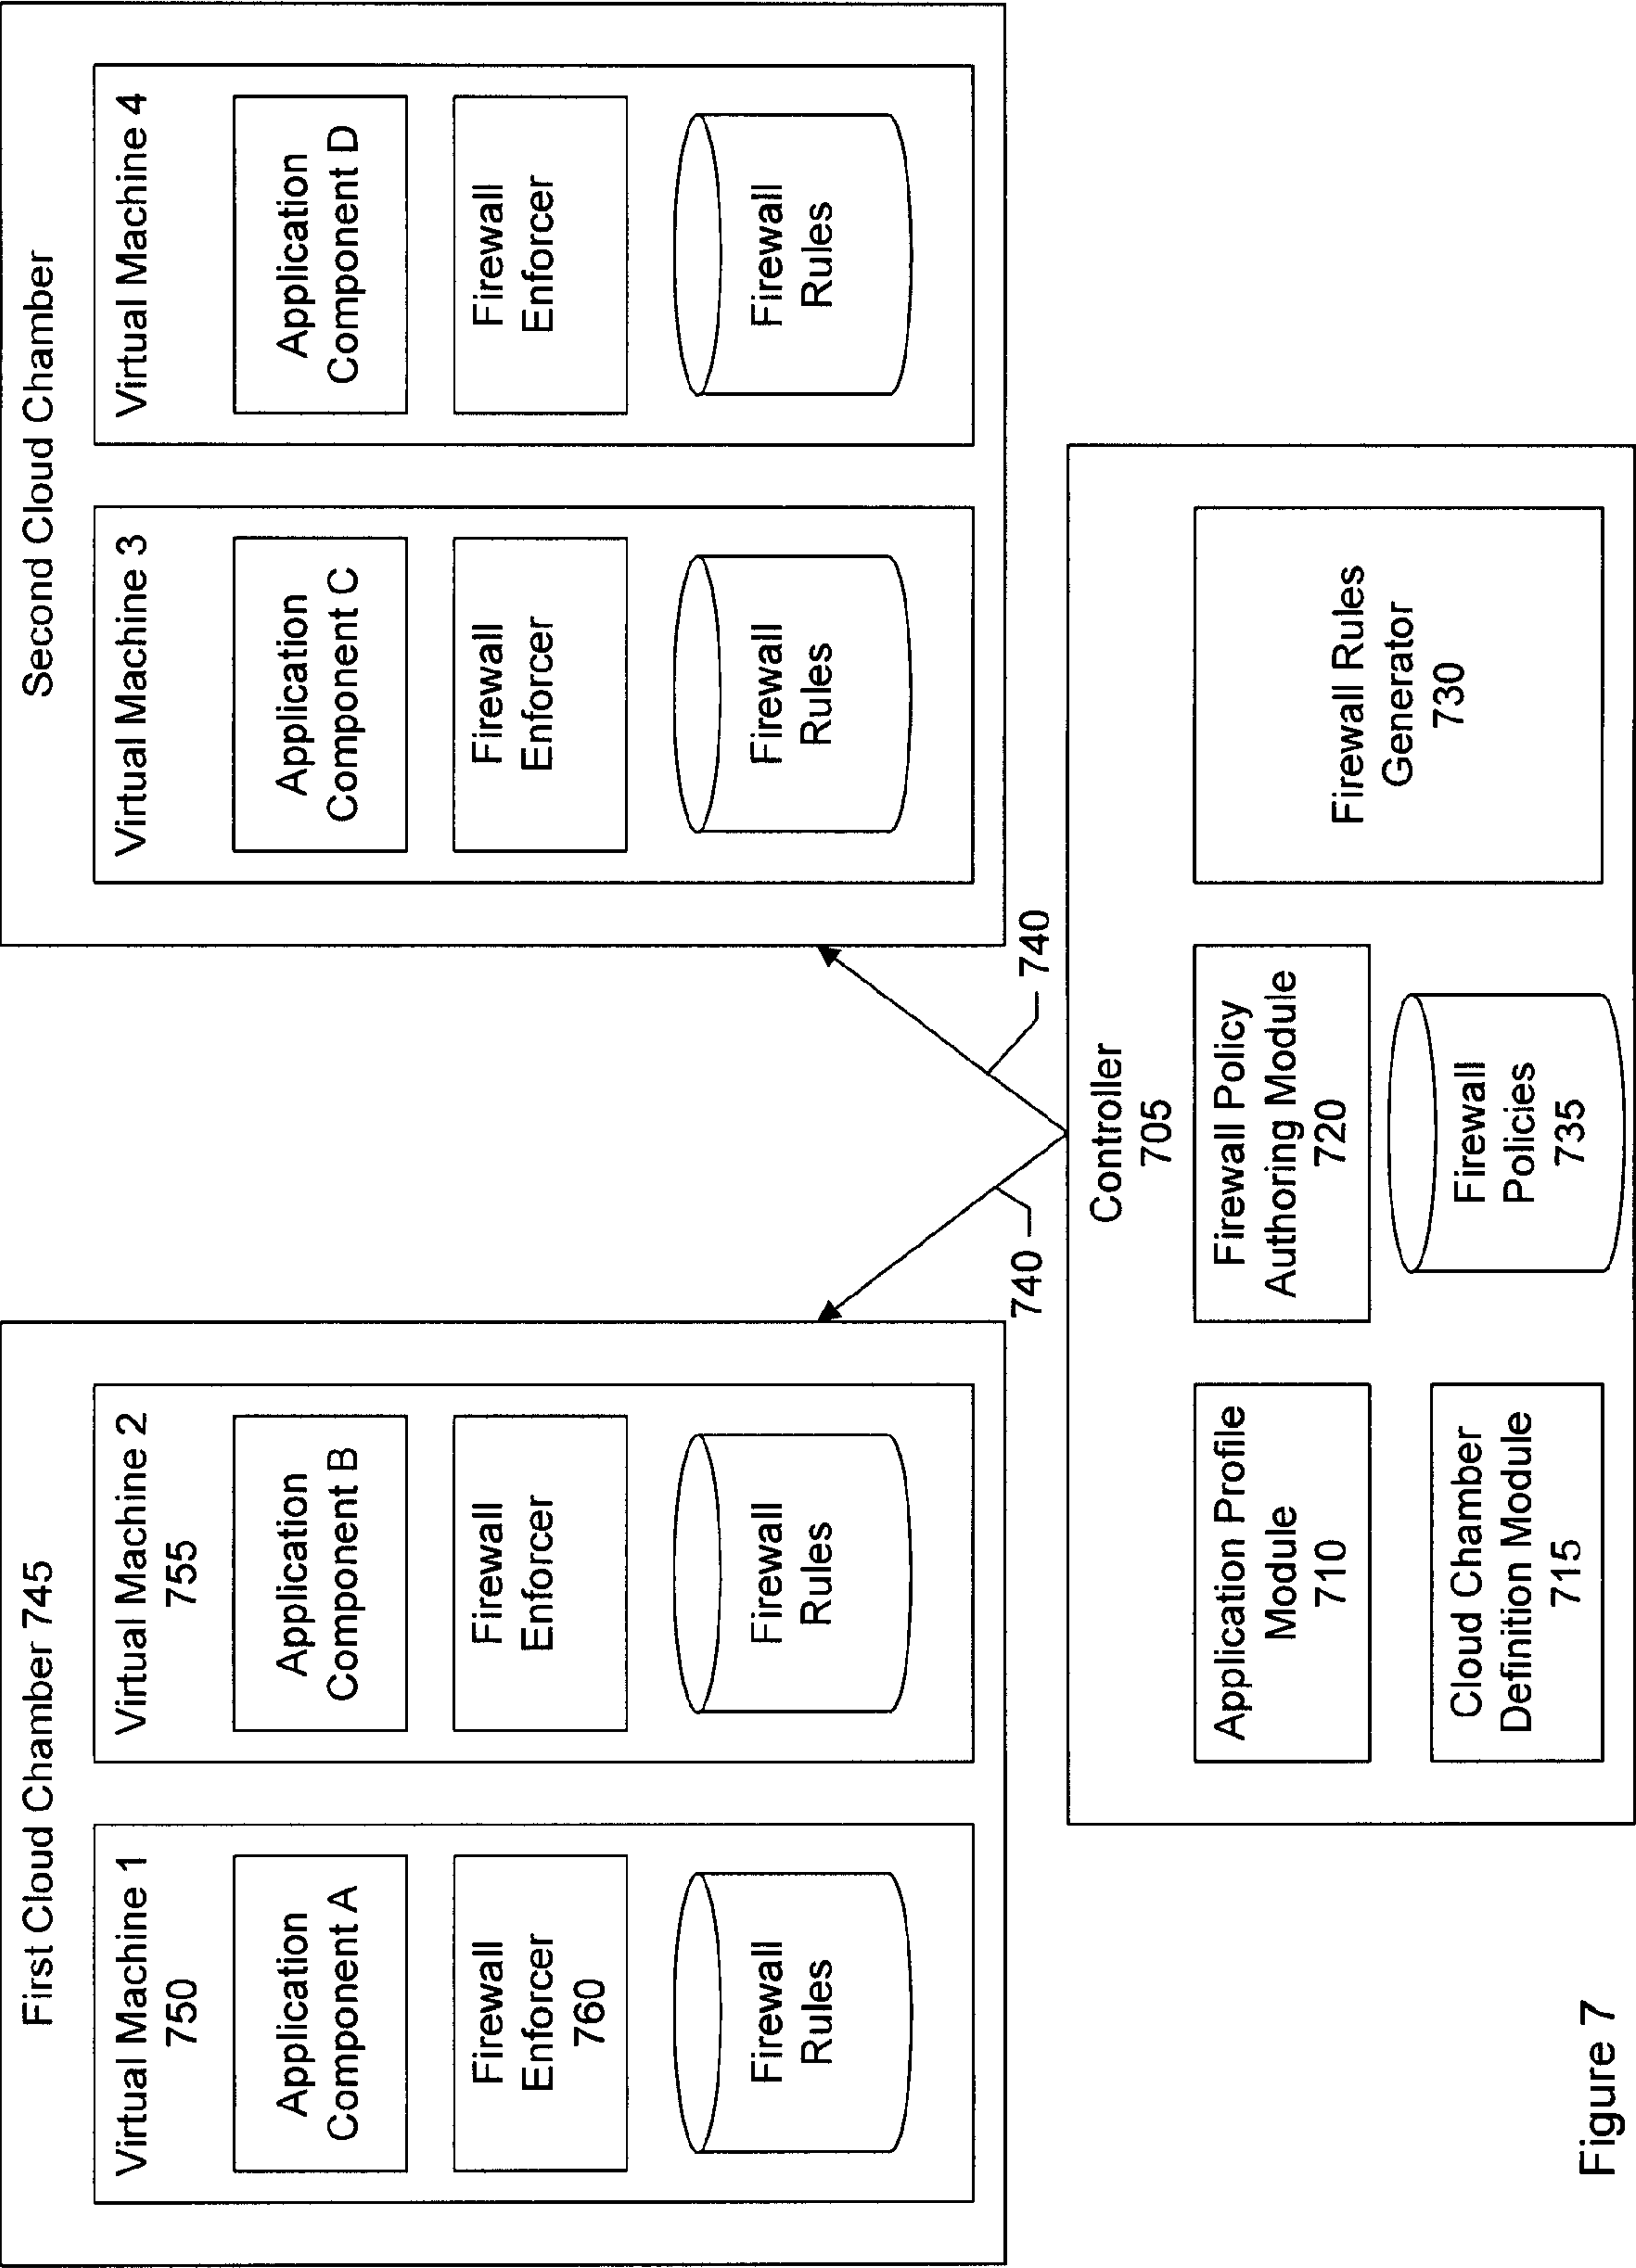 First Cloud Chamber 745
Virtual Machine 1
750
Application
Component A
Firewall
Enforcer
760
Firewall
Rules
Virtual Machine 2
755
Application
Component B
Firewall
Enforcer
Firewall
Rules
Second Cloud Chamber
Virtual Machine 3
Application
Component C
Firewall
Enforcer
Firewall
Rules
Virtual Machine 4
Application
Component D
Firewall
Enforcer
Firewall
Rules
740
740
Controller
705
Application Profile
Module
710
Cloud Chamber
Definition Module
715
Firewall Policy
Authoring Module
720
Firewall
Policies
735
Firewall Rules
Generator
730
Figure 7